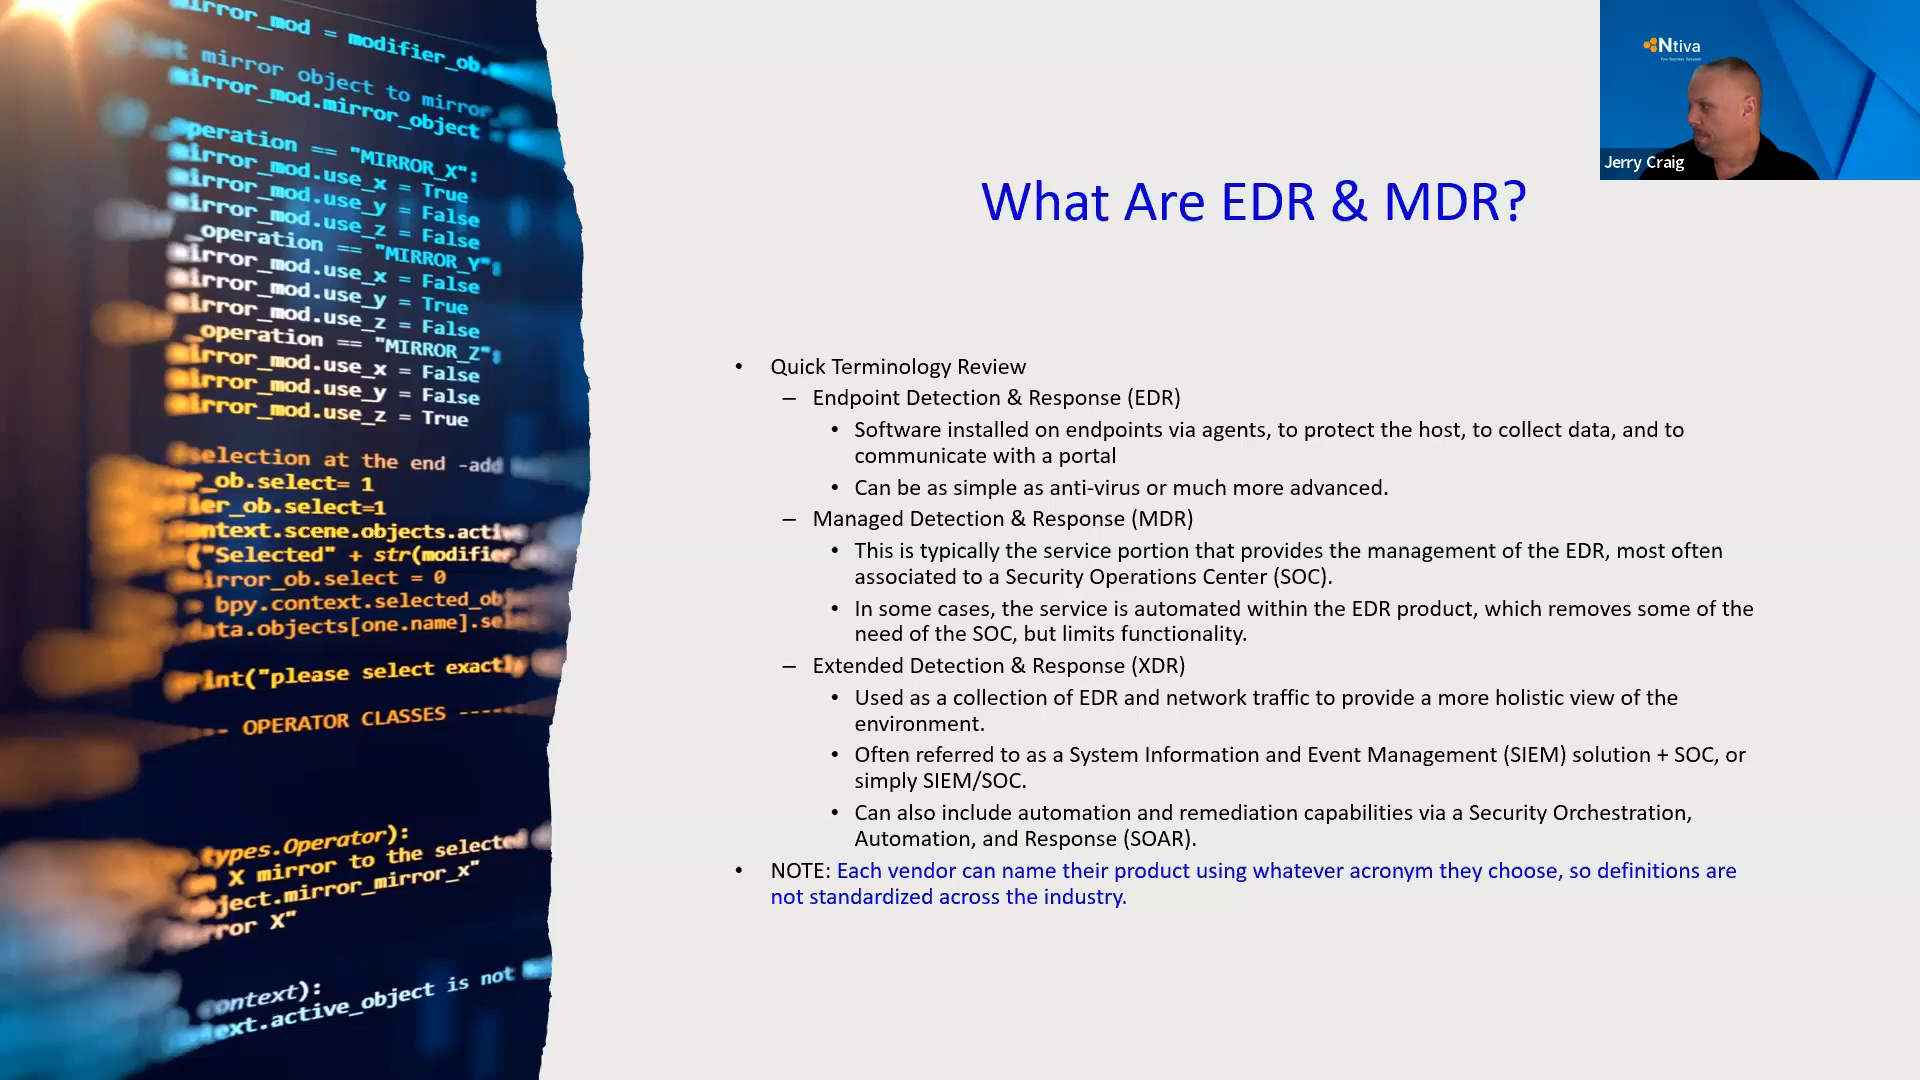 mirror_mod = modifier_ob.
mirror object to mirror
mirror_mod.mirror_object
operation == "MIRROR_X":
mirror_mod.use_x = True
mirror_mod.use_y = False
mirror_mod.use_z = False
_operation == "MIRROR_Y":
mirror_mod.use_x = False
mirror_mod.use_y = True
mirror_mod.use_z = False
_operation == "MIRROR_Z":
mirror_mod.use_x = False
mirror_mod.use_y = False
mirror_mod.use_z = True
selection at the end -add
_ob.select= 1
ler_ob.select=1
ntext.scene.objects.active
("Selected" + str(modifier
mirror_ob.select = 0
bpy.context.selected_ob
data.objects[one.name].sel
print("please select exactly
OPERATOR CLASSES ----
types.Operator):
X mirror to the selected
ject.mirror_mirror_x"
ror X"
context):
ext.active_object is not
Ntiva
Jerry Craig
What Are EDR & MDR?
• Quick Terminology Review
– Endpoint Detection & Response (EDR)
• Software installed on endpoints via agents, to protect the host, to collect data, and to
communicate with a portal
• Can be as simple as anti-virus or much more advanced.
– Managed Detection & Response (MDR)
• This is typically the service portion that provides the management of the EDR, most often
associated to a Security Operations Center (SOC).
• In some cases, the service is automated within the EDR product, which removes some of the
need of the SOC, but limits functionality.
– Extended Detection & Response (XDR)
• Used as a collection of EDR and network traffic to provide a more holistic view of the
environment.
• Often referred to as a System Information and Event Management (SIEM) solution + SOC, or
simply SIEM/SOC.
• Can also include automation and remediation capabilities via a Security Orchestration,
Automation, and Response (SOAR).
• NOTE: Each vendor can name their product using whatever acronym they choose, so definitions are
not standardized across the industry.